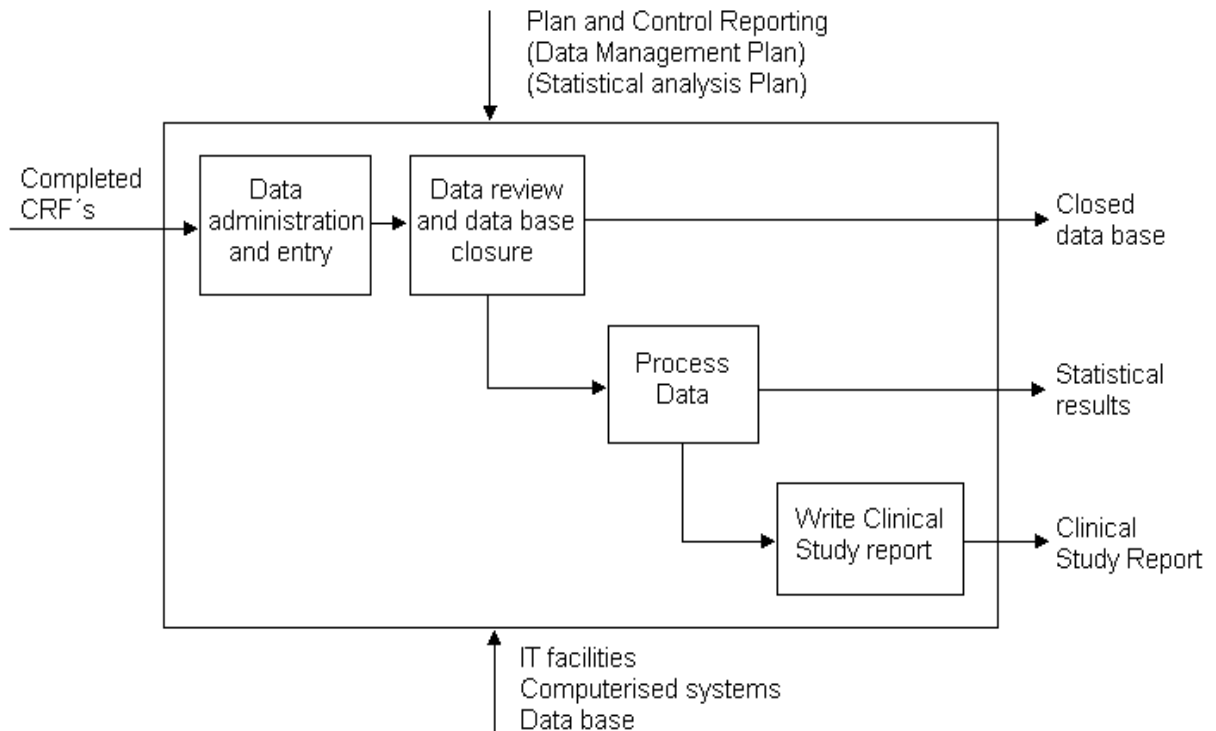 Plan and Control Reporting
(Data Management Plan)
(Statistical analysis Plan)
Completed
CRF´s
Data
administration
and entry
Data review
and data base
closure
Closed
data base
Process
Data
Statistical
results
Write Clinical
Study report
Clinical
Study Report
IT facilities
Computerised systems
Data base